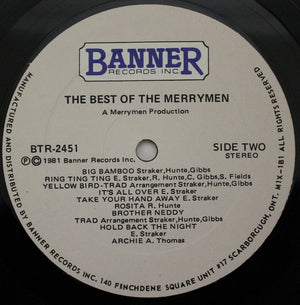 BANNER
RECORDS INC
THE BEST OF THE MERRYMEN
A Merrymen Production
BTR-2451
SIDE TWO
Ⓟ©1981 Banner Records Inc.
STEREO
BIG BAMBOO Straker,Hunte,Gibbs
RING TING TING E. Straker,R. Hunte,C. Gibbs,S. Fields
YELLOW BIRD-TRAD Arrangement Straker,Hunte,Gibbs
IT'S ALL OVER E. Straker
TAKE YOUR HAND AWAY E. Straker
ROSITA R. Hunte
BROTHER NEDDY
TRAD Arrangement Straker,Hunte,Gibbs
HOLD BACK THE NIGHT
E. Straker
ARCHIE A. Thomas
MANUFACTURED AND DISTRIBUTED BY BANNER RECORDS INC. 140 FINCHDENE SQUARE UNIT #17 SCARBOROUGH, ONT. M1X-1B1 ALL RIGHTS